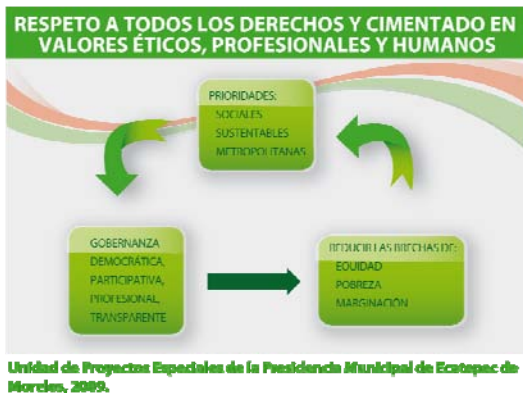 RESPETO A TODOS LOS DERECHOS Y CIMENTADO EN
VALORES ÉTICOS, PROFESIONALES Y HUMANOS
PRIORIDADES:
SOCIALES
SUSTENTABLES
METROPOLITANAS
GOBERNANZA
DEMOCRÁTICA,
PARTICIPATIVA,
PROFESIONAL,
TRANSPARENTE
REDUCIR LAS BRECHAS DE:
EQUIDAD
POBREZA
MARGINACIÓN
Unidad de Proyectos Especiales de la Presidencia Municipal de Ecatepec de
Morelos, 2009.